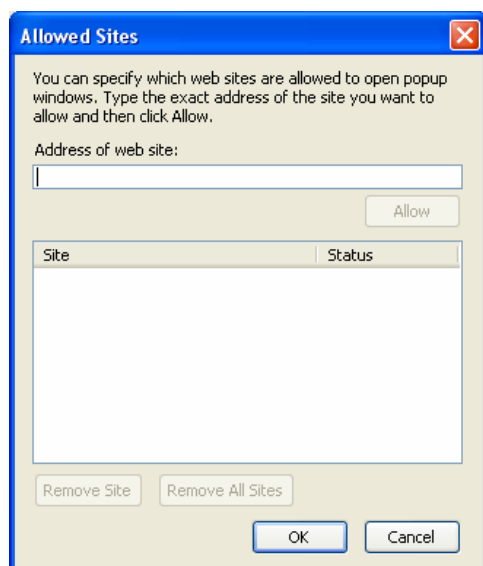 Allowed Sites
You can specify which web sites are allowed to open popup
windows. Type the exact address of the site you want to
allow and then click Allow.
Address of web site:
Allow
Site Status
Remove Site Remove All Sites
OK Cancel